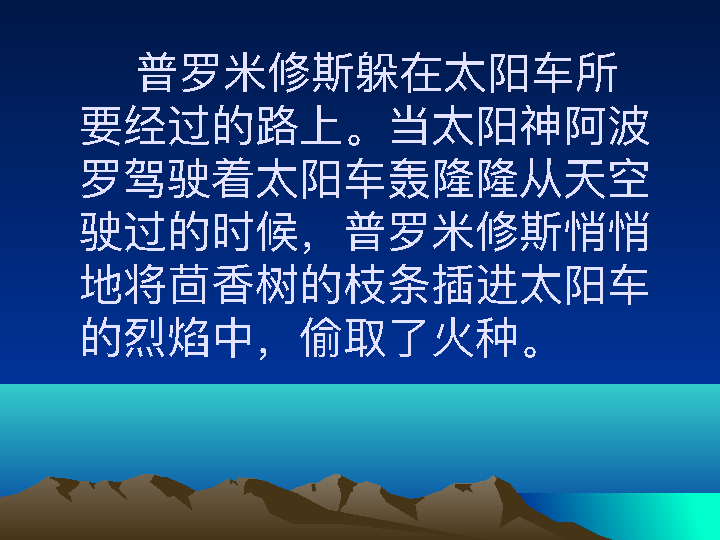 普罗米修斯躲在太阳车所
要经过的路上。当太阳神阿波
罗驾驶着太阳车轰隆隆从天空
驶过的时候，普罗米修斯悄悄
地将茴香树的枝条插进太阳车
的烈焰中，偷取了火种。